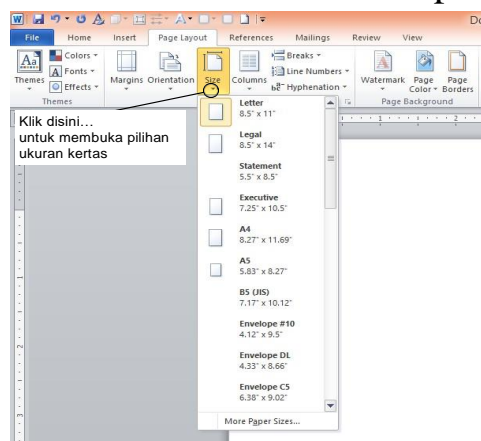 File Home Insert Page Layout References Mailings Review View
Themes
Colors
Fonts
Effects
Themes
Margins
Orientation
Size
Columns
Breaks
Line Numbers
Hyphenation
Watermark
Page Color
Page Borders
Page Background
Klik disini…
untuk membuka pilihan
ukuran kertas
Letter
8.5" x 11"
Legal
8.5" x 14"
Statement
5.5" x 8.5"
Executive
7.25" x 10.5"
A4
8.27" x 11.69"
A5
5.83" x 8.27"
B5 (JIS)
7.17" x 10.12"
Envelope #10
4.12" x 9.5"
Envelope DL
4.33" x 8.66"
Envelope C5
6.38" x 9.02"
More Paper Sizes...